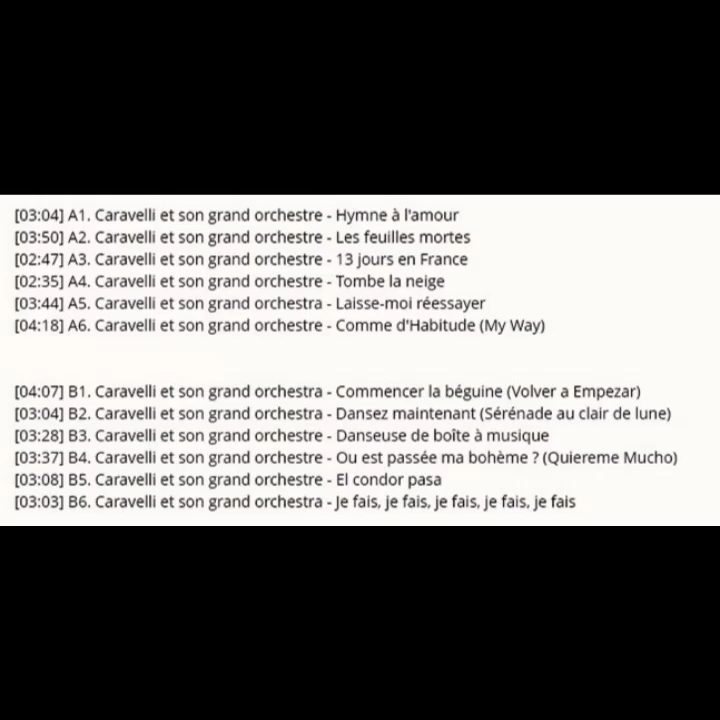 [03:04] A1. Caravelli et son grand orchestre - Hymne à l'amour
[03:50] A2. Caravelli et son grand orchestre - Les feuilles mortes
[02:47] A3. Caravelli et son grand orchestre - 13 jours en France
[02:35] A4. Caravelli et son grand orchestre - Tombe la neige
[03:44] A5. Caravelli et son grand orchestra - Laisse-moi réessayer
[04:18] A6. Caravelli et son grand orchestre - Comme d'Habitude (My Way)
[04:07] B1. Caravelli et son grand orchestra - Commencer la béguine (Volver a Empezar)
[03:04] B2. Caravelli et son grand orchestra - Dansez maintenant (Sérénade au clair de lune)
[03:28] B3. Caravelli et son grand orchestra - Danseuse de boîte à musique
[03:37] B4. Caravelli et son grand orchestra - Ou est passée ma bohème ? (Quiereme Mucho)
[03:08] B5. Caravelli et son grand orchestra - El condor pasa
[03:03] B6. Caravelli et son grand orchestra - Je fais, je fais, je fais, je fais, je fais